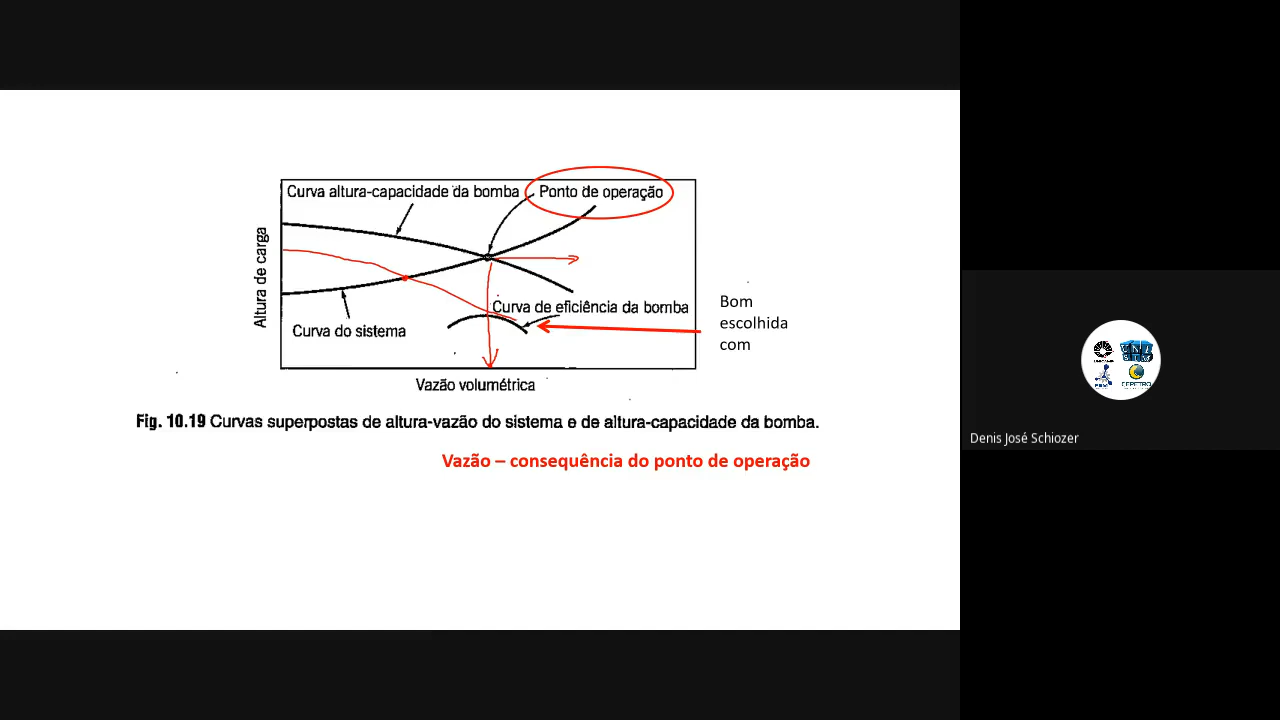 Curva altura-capacidade da bomba
Ponto de operação
Altura de carga
Curva de eficiência da bomba
Curva do sistema
Vazão volumétrica
Bom
escolhida
com
Fig. 10.19 Curvas superpostas de altura-vazão do sistema e de altura-capacidade da bomba.
Vazão – consequência do ponto de operação
CEPETRO
Denis José Schiozer